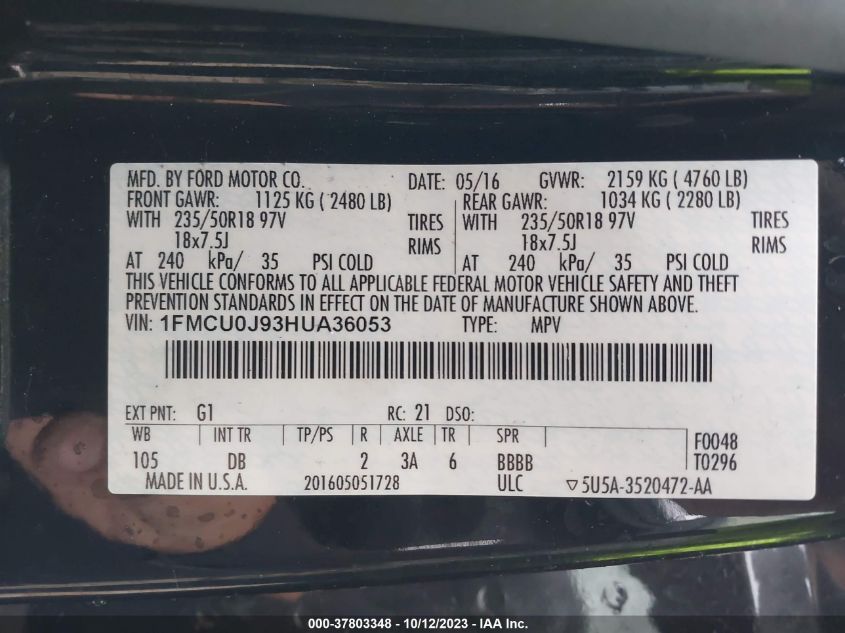 MFD. BY FORD MOTOR CO. DATE: 05/16 GVWR: 2159 KG ( 4760 LB)
FRONT GAWR: 1125 KG ( 2480 LB) REAR GAWR: 1034 KG ( 2280 LB)
WITH 235/50R18 97V TIRES WITH 235/50R18 97V TIRES
18x7.5J RIMS 18x7.5J RIMS
AT 240 kPa/ 35 PSI COLD AT 240 kPa/ 35 PSI COLD
THIS VEHICLE CONFORMS TO ALL APPLICABLE FEDERAL MOTOR VEHICLE SAFETY AND THEFT
PREVENTION STANDARDS IN EFFECT ON THE DATE OF MANUFACTURE SHOWN ABOVE.
VIN: 1FMCU0J93HUA36053 TYPE: MPV
EXT PNT: G1 RC: 21 DSO:
WB INT TR TP/PS R AXLE TR SPR F0048
105 DB 2 3A 6 BBBB T0296
MADE IN U.S.A. 201605051728 ULC ▽5U5A-3520472-AA
000-37803348 - 10/12/2023 - IAA Inc.